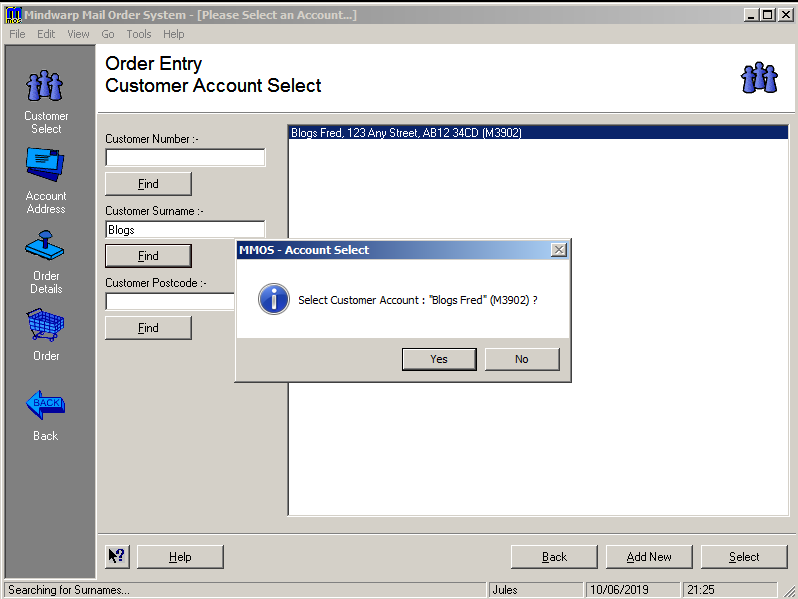 Mindwarp Mail Order System - [Please Select an Account...]
File Edit View Go Tools Help
Order Entry
Customer Account Select
Customer
Select
Account
Address
Order
Details
Order
BACK
Back
Customer Number :-
Find
Customer Surname :-
Blogs
Find
Customer Postcode :-
Find
Blogs Fred, 123 Any Street, AB12 34CD (M3902)
MMOS - Account Select
Select Customer Account : "Blogs Fred" (M3902) ?
Yes No
Help Back Add New Select
Searching for Surnames... Jules 10/06/2019 21:25